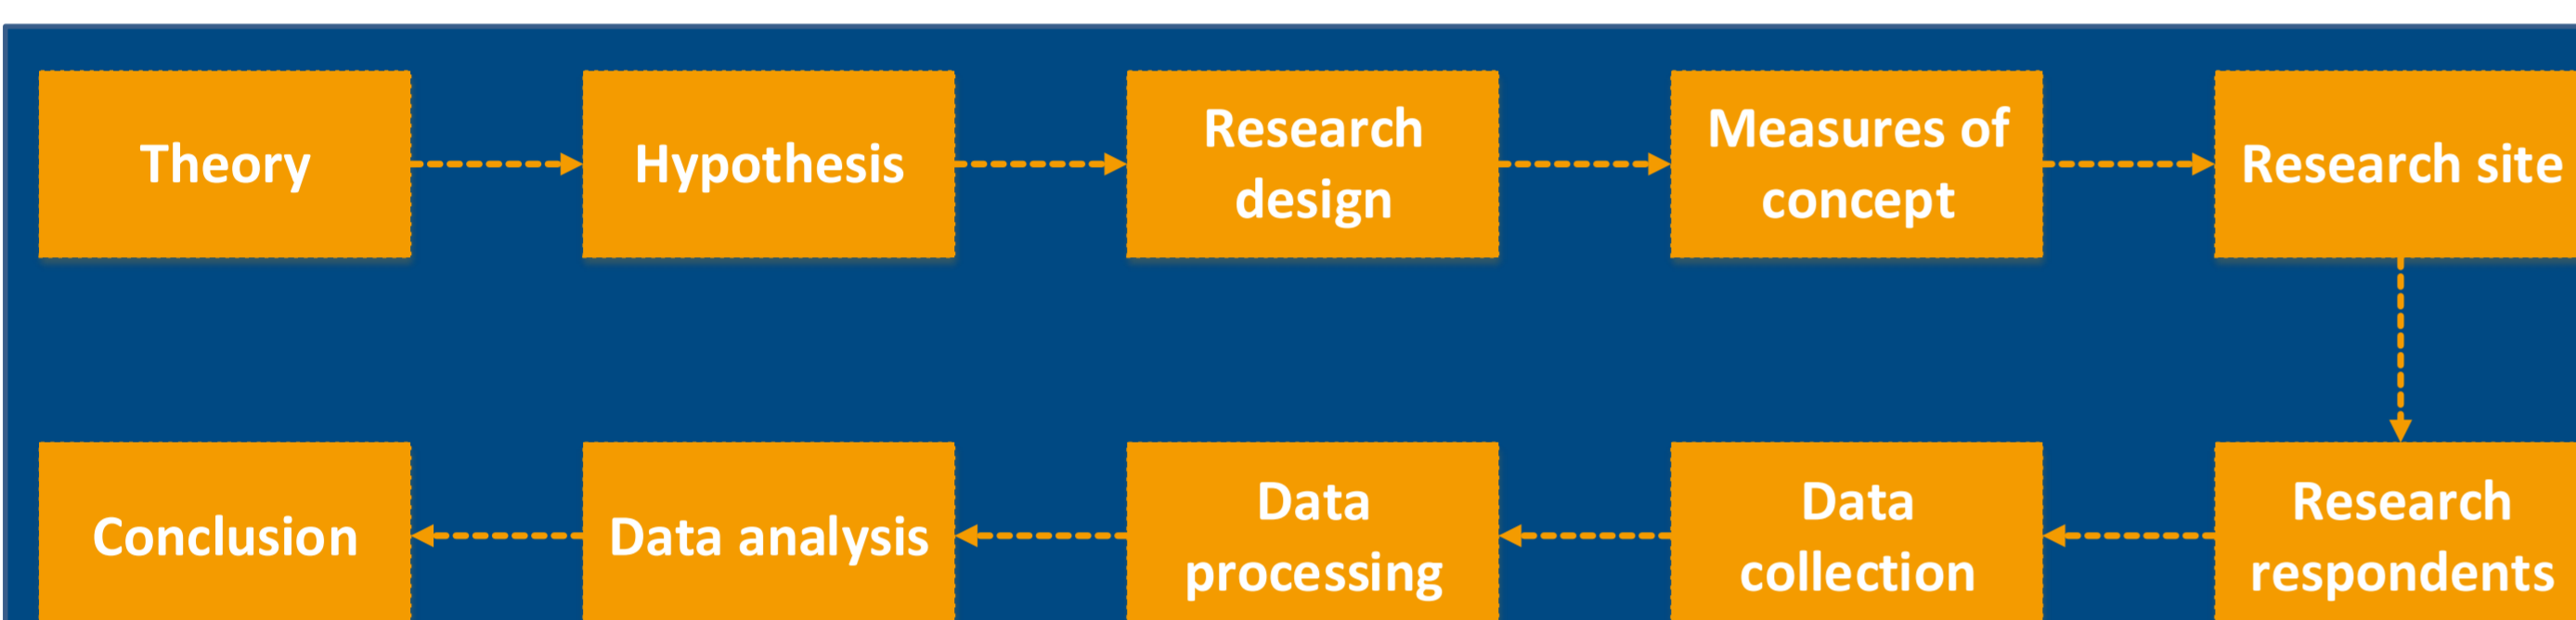 Theory
Hypothesis
Research
design
Measures of
concept
Research site
Conclusion
Data analysis
Data
processing
Data
collection
Research
respondents